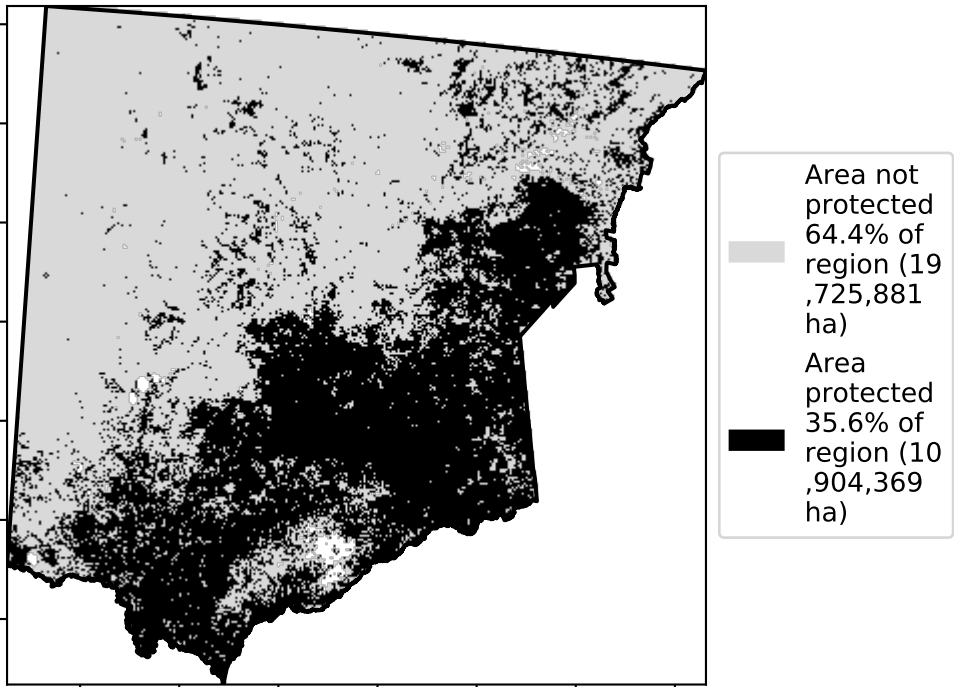 Area not
protected
64.4% of
region (19
,725,881
ha)
Area
protected
35.6% of
region (10
,904,369
ha)